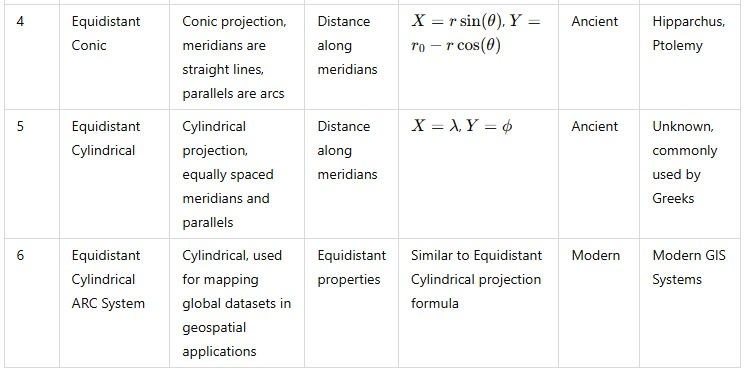 4
Equidistant
Conic
Conic projection,
meridians are
straight lines,
parallels are arcs
Distance
along
meridians
X = r sin(θ), Y =
r₀ − r cos(θ)
Ancient
Hipparchus,
Ptolemy
5
Equidistant
Cylindrical
Cylindrical
projection,
equally spaced
meridians and
parallels
Distance
along
meridians
X = λ, Y = ϕ
Ancient
Unknown,
commonly
used by
Greeks
6
Equidistant
Cylindrical
ARC System
Cylindrical, used
for mapping
global datasets in
geospatial
applications
Equidistant
properties
Similar to Equidistant
Cylindrical projection
formula
Modern
Modern GIS
Systems